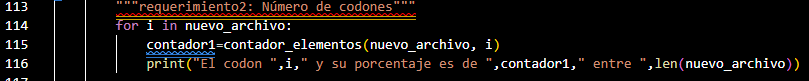 113 """requerimiento2: Número de codones"""
114 for i in nuevo_archivo:
115 contador1=contador_elementos(nuevo_archivo, i)
116 print("El codon ",i," y su porcentaje es de ",contador1," entre ",len(nuevo_archivo))